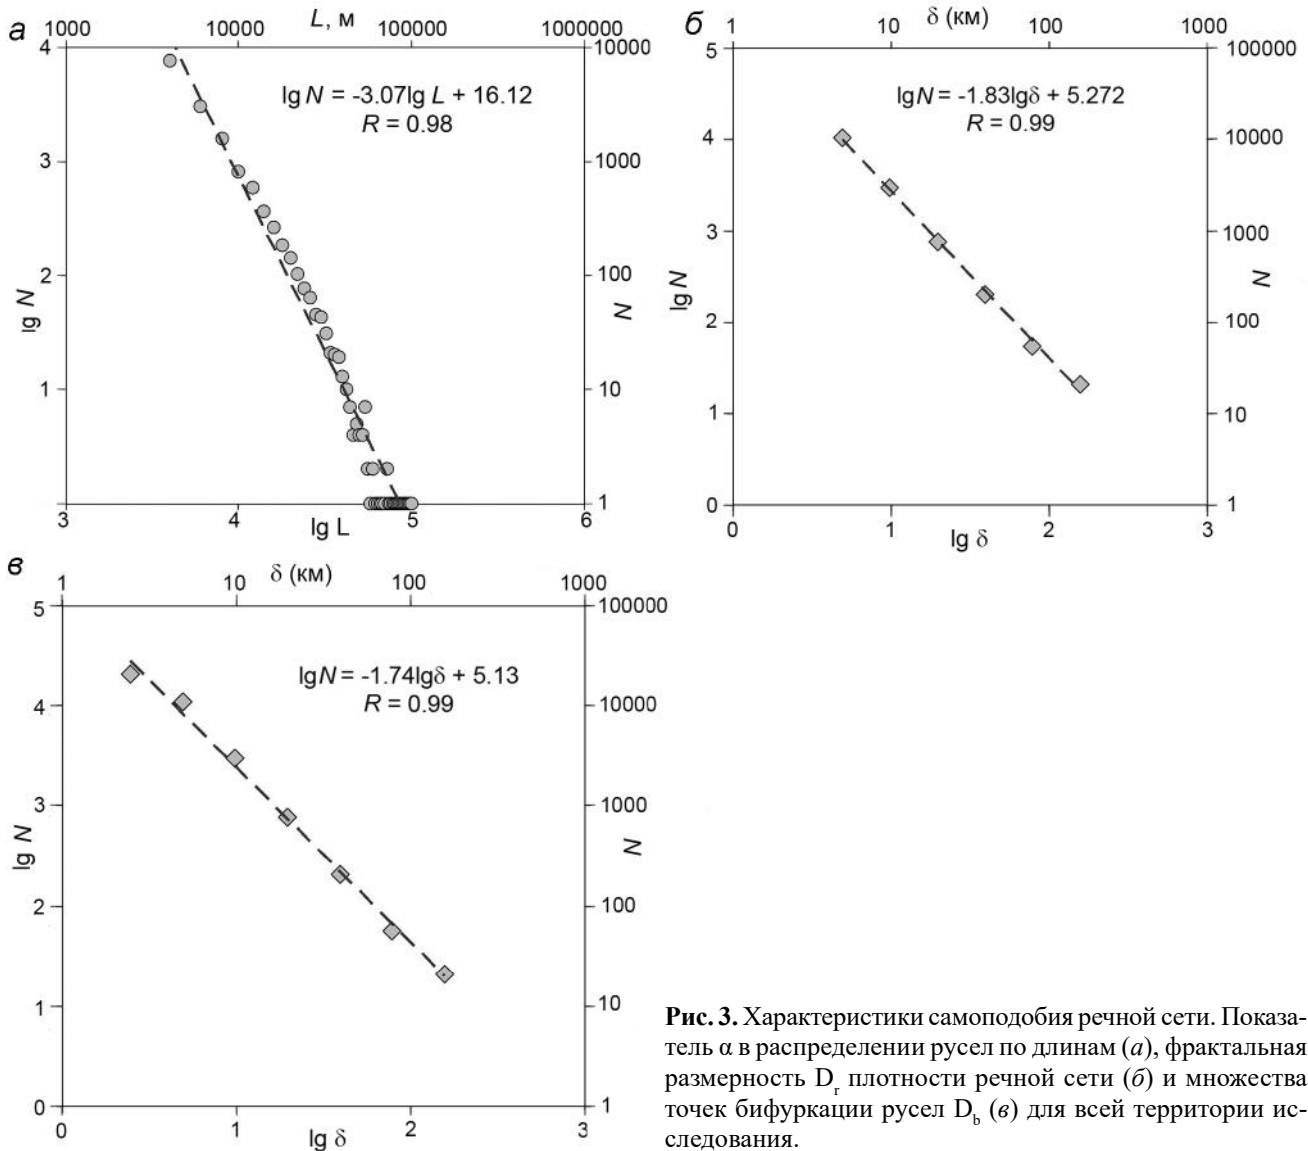 а
L, м
1000 10000 100000 1000000
4 10000
lg N = -3.07lg L + 16.12
R = 0.98
3 1000
2 100
lg N N
1 10
1
3 4 5 6
lg L
б
δ (км)
1 10 100 1000
5 100000
lgN = -1.83lgδ + 5.272
R = 0.99
4 10000
3 1000
lg N N
2 100
1 10
0 1
0 1 2 3
lg δ
в
δ (км)
1 10 100 1000
5 100000
lgN = -1.74lgδ + 5.13
R = 0.99
4 10000
3 1000
lg N N
2 100
1 10
0 1
0 1 2 3
lg δ
Рис. 3. Характеристики самоподобия речной сети. Показа-
тель α в распределении русел по длинам (а), фрактальная
размерность Dr плотности речной сети (б) и множества
точек бифуркации русел Db (в) для всей территории ис-
следования.